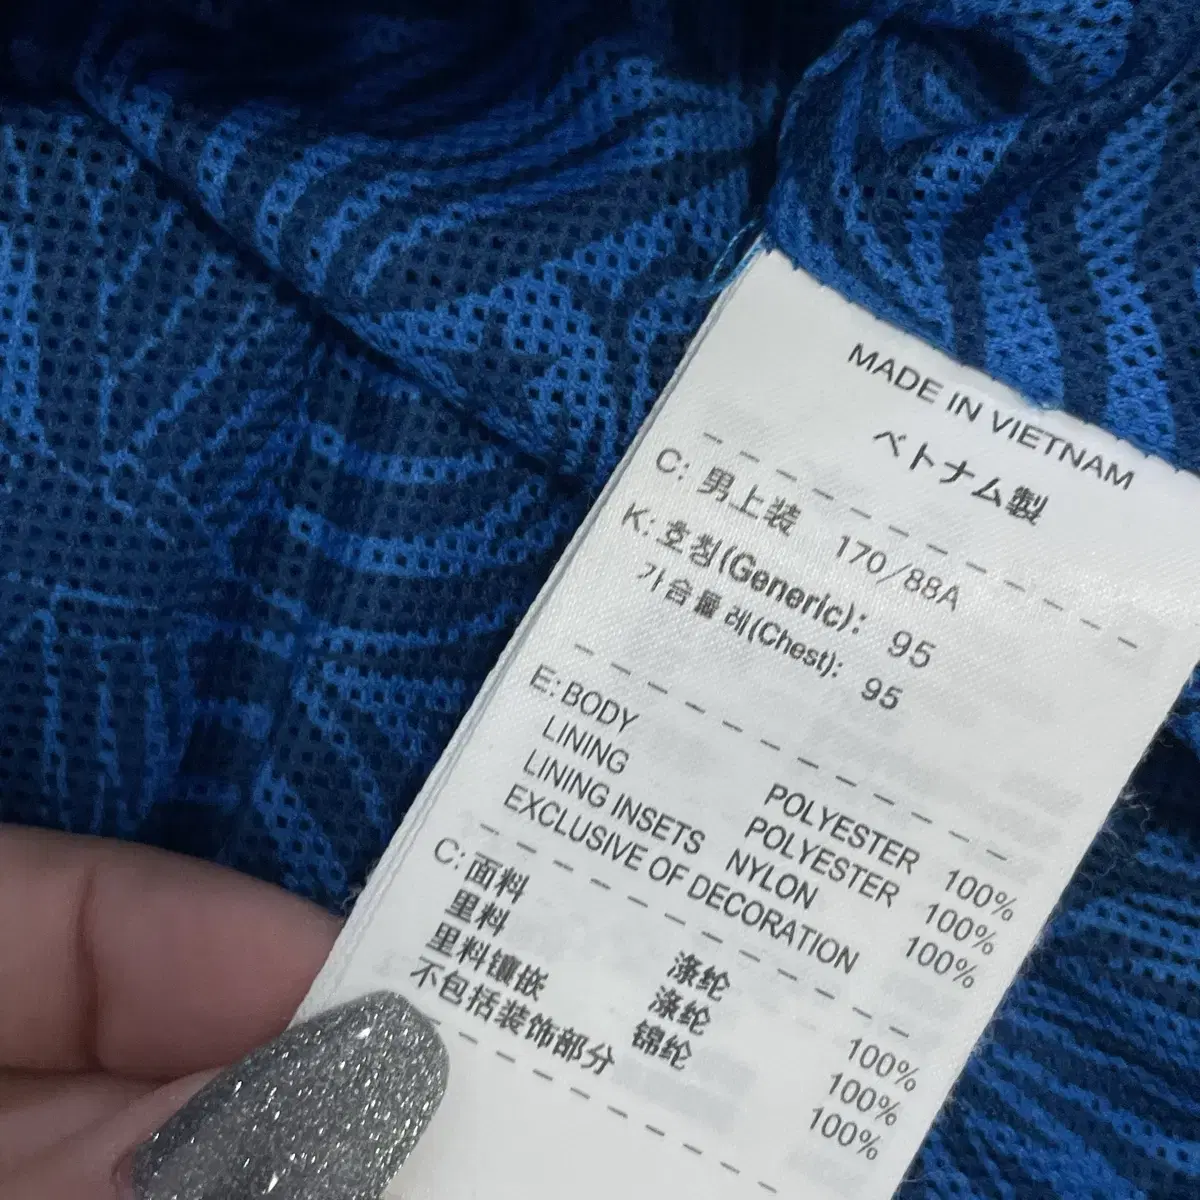 MADE IN VIETNAM
ベトナム製
C: 男上装 170/88A
K: 호칭(Generic): 95
가슴둘레(Chest): 95
E: BODY POLYESTER 100%
LINING POLYESTER 100%
LINING INSETS NYLON 100%
EXCLUSIVE OF DECORATION
C: 面料 涤纶 100%
里料 涤纶 100%
里料镶嵌 锦纶 100%
不包括装饰部分